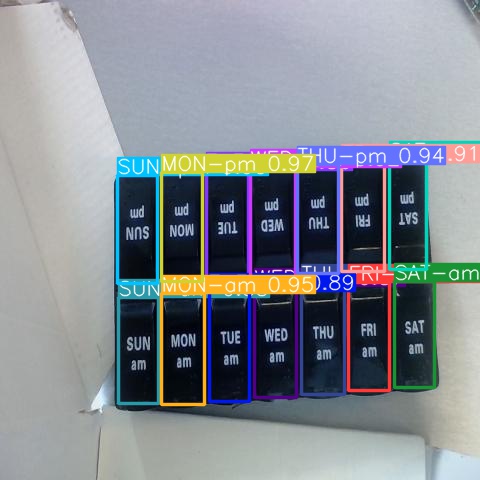 SUN MON-pm 0.97 THU-pm 0.94 .91
pm pm pm pm pm pm pm
SUN MON TUE WED THU FRI SAT
SUN MON-am 0.95 0.89 FRI- SAT-am
SUN MON TUE WED THU FRI SAT
am am am am am am am